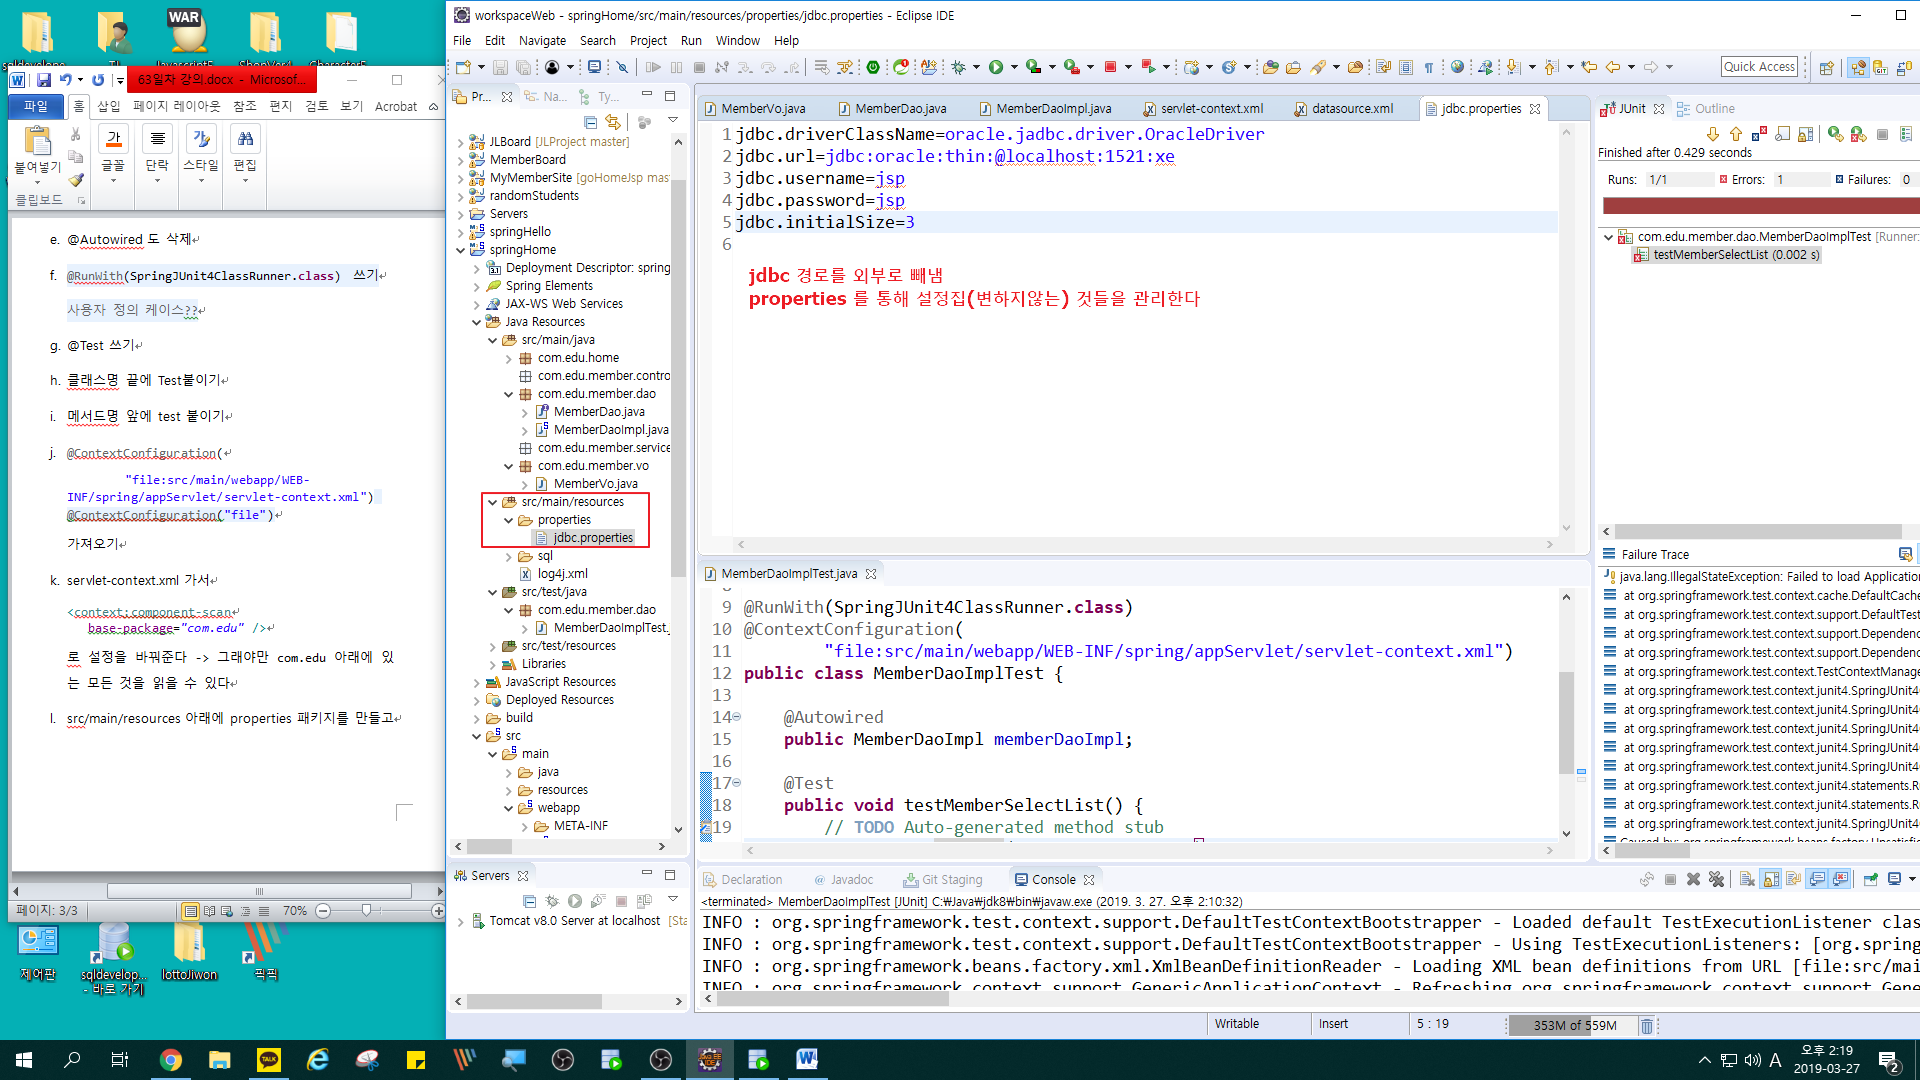 workspaceWeb - springHome/src/main/resources/properties/jdbc.properties - Eclipse IDE
File Edit Navigate Search Project Run Window Help
Quick Access
WAR
63일자 강의.docx - Microsof...
파일 홈 삽입 페이지 레이아웃 참조 편지 검토 보기 Acrobat
붙여넣기 글꼴 단락 스타일 편집
클립보드
e. @Autowired 도 삭제
f. @RunWith(SpringJUnit4ClassRunner.class) 쓰기
사용자 정의 케이스??
g. @Test 쓰기
h. 클래스명 끝에 Test붙이기
i. 메서드명 앞에 test 붙이기
j. @ContextConfiguration(
"file:src/main/webapp/WEB-
INF/spring/appServlet/servlet-context.xml")
@ContextConfiguration("file")
가져오기
k. servlet-context.xml 가서
<context:component-scan
base-package="com.edu" />
로 설정을 바꿔준다 -> 그래야만 com.edu 아래에 있
는 모든 것을 읽을 수 있다
l. src/main/resources 아래에 properties 패키지를 만들고
페이지: 3/3
70%
제어판
sqldevelop...
- 바로 가기
lottoJiwon
픽픽
Pr... Na... Ty...
JLBoard [JLProject master]
MemberBoard
MyMemberSite [goHomeJsp mas
randomStudents
Servers
springHello
springHome
Deployment Descriptor: spring
Spring Elements
JAX-WS Web Services
Java Resources
src/main/java
com.edu.home
com.edu.member.contro
com.edu.member.dao
MemberDao.java
MemberDaoImpl.java
com.edu.member.service
com.edu.member.vo
MemberVo.java
src/main/resources
properties
jdbc.properties
sql
log4j.xml
src/test/java
com.edu.member.dao
MemberDaoImplTest.
src/test/resources
Libraries
JavaScript Resources
Deployed Resources
build
src
main
java
resources
webapp
META-INF
Servers
Tomcat v8.0 Server at localhost [Sta
MemberVo.java MemberDao.java MemberDaoImpl.java servlet-context.xml datasource.xml jdbc.properties
1 jdbc.driverClassName=oracle.jadbc.driver.OracleDriver
2 jdbc.url=jdbc:oracle:thin:@localhost:1521:xe
3 jdbc.username=jsp
4 jdbc.password=jsp
5 jdbc.initialSize=3
6
jdbc 경로를 외부로 빼냄
properties 를 통해 설정집(변하지않는) 것들을 관리한다
MemberDaoImplTest.java
9 @RunWith(SpringJUnit4ClassRunner.class)
10 @ContextConfiguration(
11 "file:src/main/webapp/WEB-INF/spring/appServlet/servlet-context.xml")
12 public class MemberDaoImplTest {
13
14 @Autowired
15 public MemberDaoImpl memberDaoImpl;
16
17 @Test
18 public void testMemberSelectList() {
19 // TODO Auto-generated method stub
Declaration Javadoc Git Staging Console
<terminated> MemberDaoImplTest [JUnit] C:\Java\jdk8\bin\javaw.exe (2019. 3. 27. 오후 2:10:32)
INFO : org.springframework.test.context.support.DefaultTestContextBootstrapper - Loaded default TestExecutionListener clas
INFO : org.springframework.test.context.support.DefaultTestContextBootstrapper - Using TestExecutionListeners: [org.spring
INFO : org.springframework.beans.factory.xml.XmlBeanDefinitionReader - Loading XML bean definitions from URL [file:src/mai
INFO : org.springframework.context.support.GenericApplicationContext - Refreshing org.springframework.context.support.Gene
JUnit Outline
Finished after 0.429 seconds
Runs: 1/1 Errors: 1 Failures: 0
com.edu.member.dao.MemberDaoImplTest [Runner:
testMemberSelectList (0.002 s)
Failure Trace
java.lang.IllegalStateException: Failed to load Application
at org.springframework.test.context.cache.DefaultCache
at org.springframework.test.context.support.DefaultTest
at org.springframework.test.context.support.Dependenc
at org.springframework.test.context.support.Dependenc
at org.springframework.test.context.TestContextManage
at org.springframework.test.context.junit4.SpringJUnit4
at org.springframework.test.context.junit4.SpringJUnit4
at org.springframework.test.context.junit4.SpringJUnit4
at org.springframework.test.context.junit4.SpringJUnit4
at org.springframework.test.context.junit4.SpringJUnit4
at org.springframework.test.context.junit4.statements.Ru
at org.springframework.test.context.junit4.statements.Ru
at org.springframework.test.context.junit4.SpringJUnit4
Caused by: org.springframework.beans.factory.Unsatisfie
Writable Insert 5 : 19 353M of 559M
TALK
A 오후 2:19
2019-03-27
2